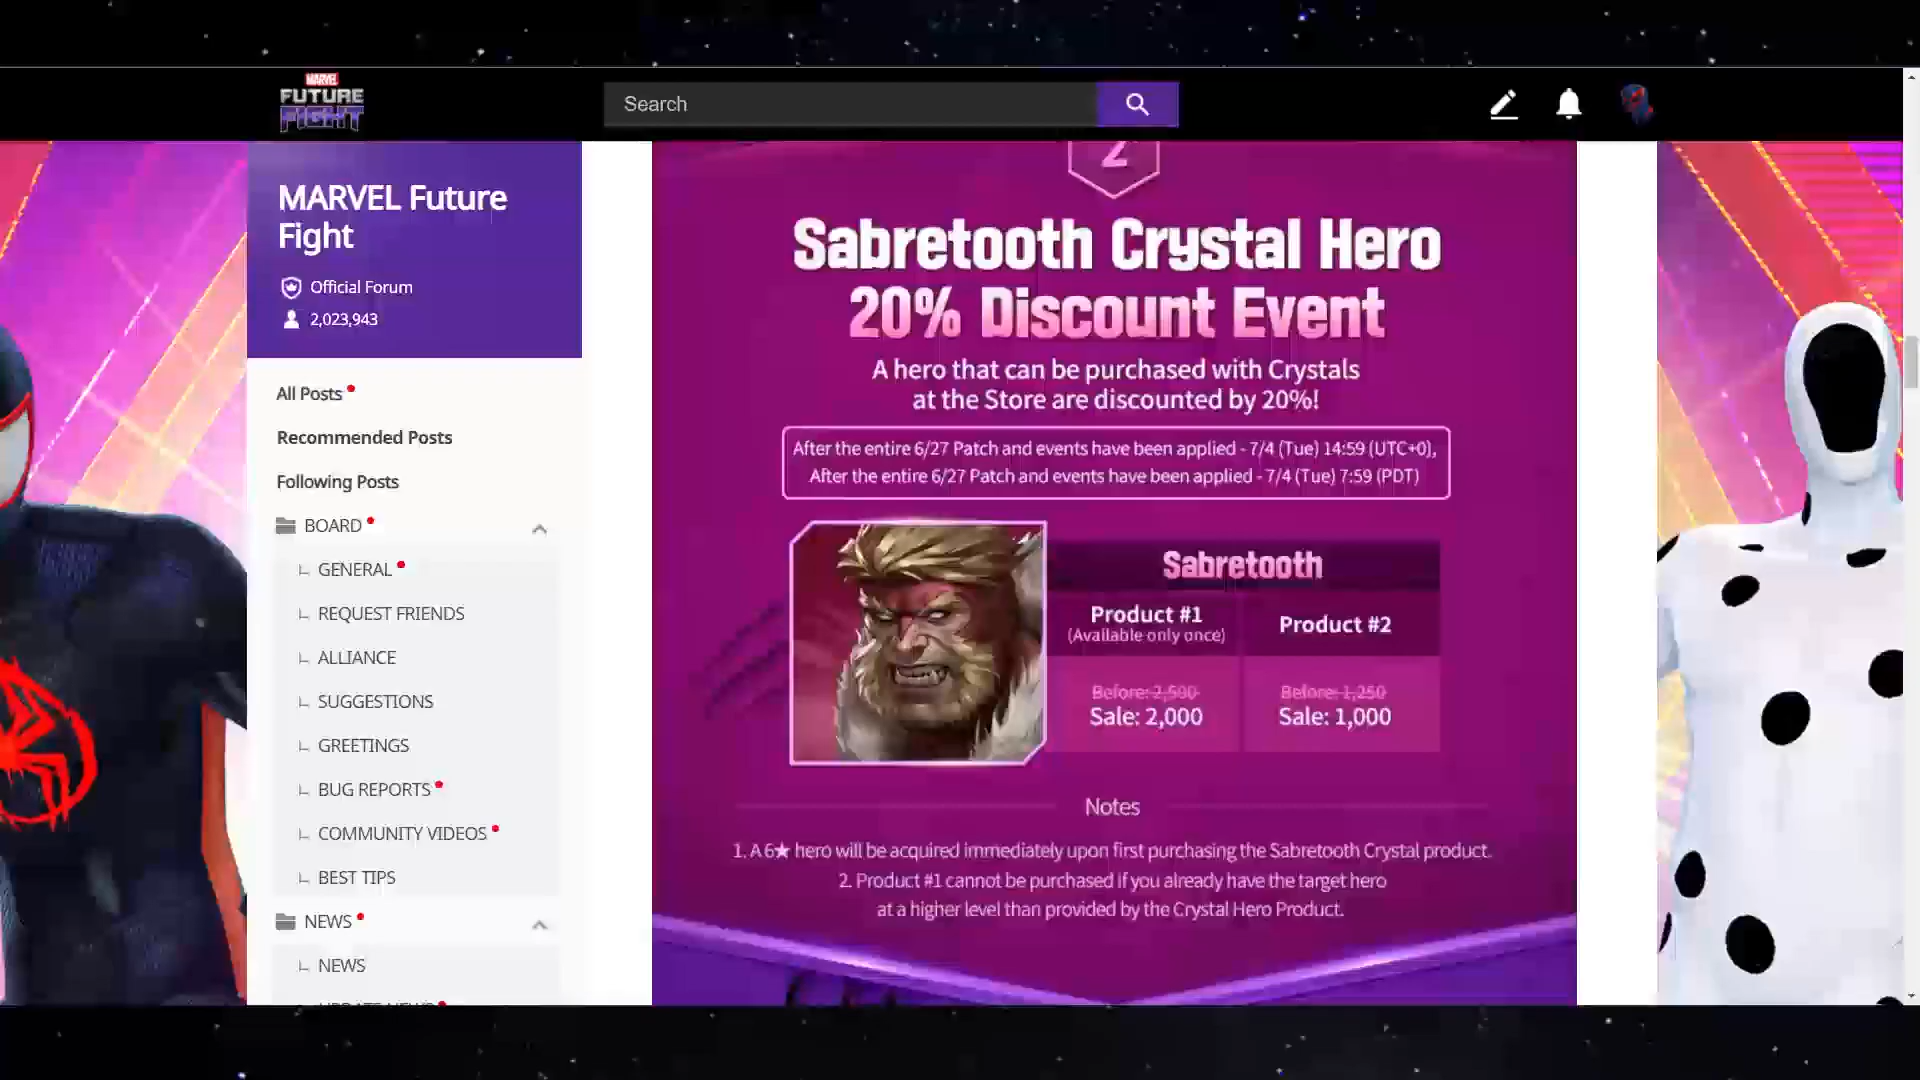 MARVEL
FUTURE
FIGHT
Search
MARVEL Future
Fight
Official Forum
2,023,943
All Posts
Recommended Posts
Following Posts
BOARD
GENERAL
REQUEST FRIENDS
ALLIANCE
SUGGESTIONS
GREETINGS
BUG REPORTS
COMMUNITY VIDEOS
BEST TIPS
NEWS
NEWS
UPDATE NEWS
2
Sabretooth Crystal Hero
20% Discount Event
A hero that can be purchased with Crystals
at the Store are discounted by 20%!
After the entire 6/27 Patch and events have been applied - 7/4 (Tue) 14:59 (UTC+0),
After the entire 6/27 Patch and events have been applied - 7/4 (Tue) 7:59 (PDT)
Sabretooth
Product #1
(Available only once)
Product #2
Before: 2,500
Sale: 2,000
Before: 1,250
Sale: 1,000
Notes
1. A 6★ hero will be acquired immediately upon first purchasing the Sabretooth Crystal product.
2. Product #1 cannot be purchased if you already have the target hero
at a higher level than provided by the Crystal Hero Product.